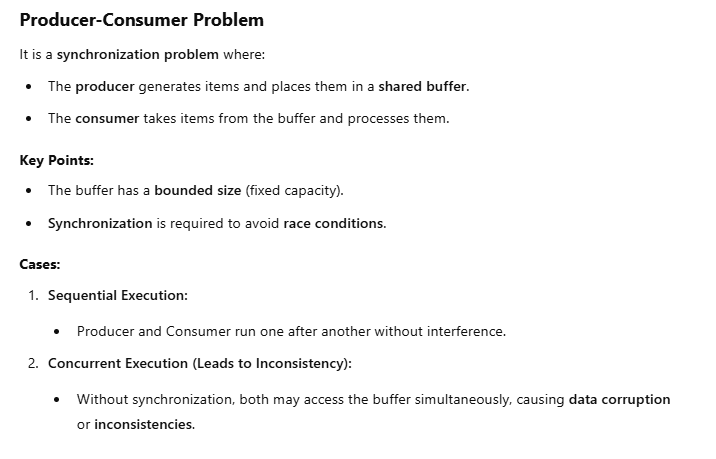 Producer-Consumer Problem
It is a synchronization problem where:
• The producer generates items and places them in a shared buffer.
• The consumer takes items from the buffer and processes them.
Key Points:
• The buffer has a bounded size (fixed capacity).
• Synchronization is required to avoid race conditions.
Cases:
1. Sequential Execution:
• Producer and Consumer run one after another without interference.
2. Concurrent Execution (Leads to Inconsistency):
• Without synchronization, both may access the buffer simultaneously, causing data corruption
or inconsistencies.